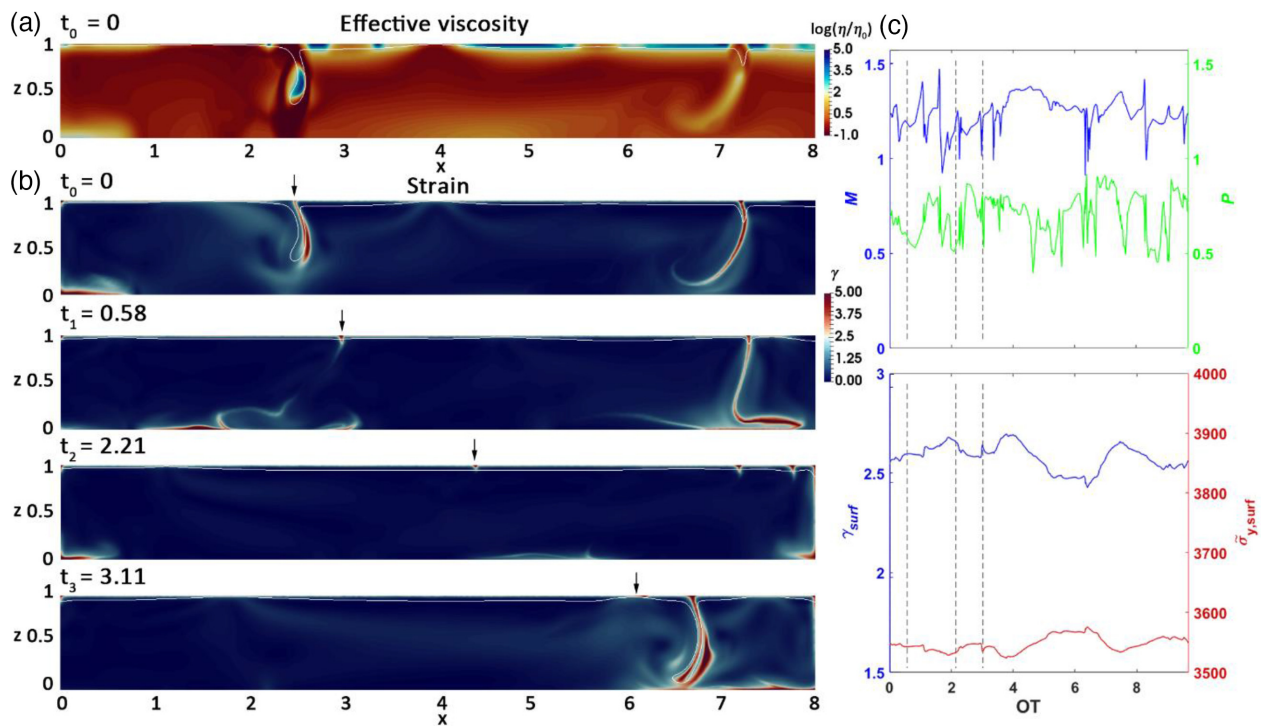 (a)
t₀ = 0
Effective viscosity
log(η/η₀)
1
z 0.5
0
0 1 2 3 4 5 6 7 8
x
5.0
3.5
2.0
0.5
-1.0
(b)
t₀ = 0
Strain
1
z 0.5
0
t₁ = 0.58
1
z 0.5
0
γ
5.00
3.75
2.5
1.25
0.00
t₂ = 2.21
1
z 0.5
0
t₃ = 3.11
1
z 0.5
0
0 1 2 3 4 5 6 7 8
x
(c)
1.5
1
0.5
0
M
1.5
1
0.5
0
P
3
2.5
2
1.5
γsurf
4000
3900
3800
3700
3600
3500
σ̃y,surf
0 2 4 6 8
OT